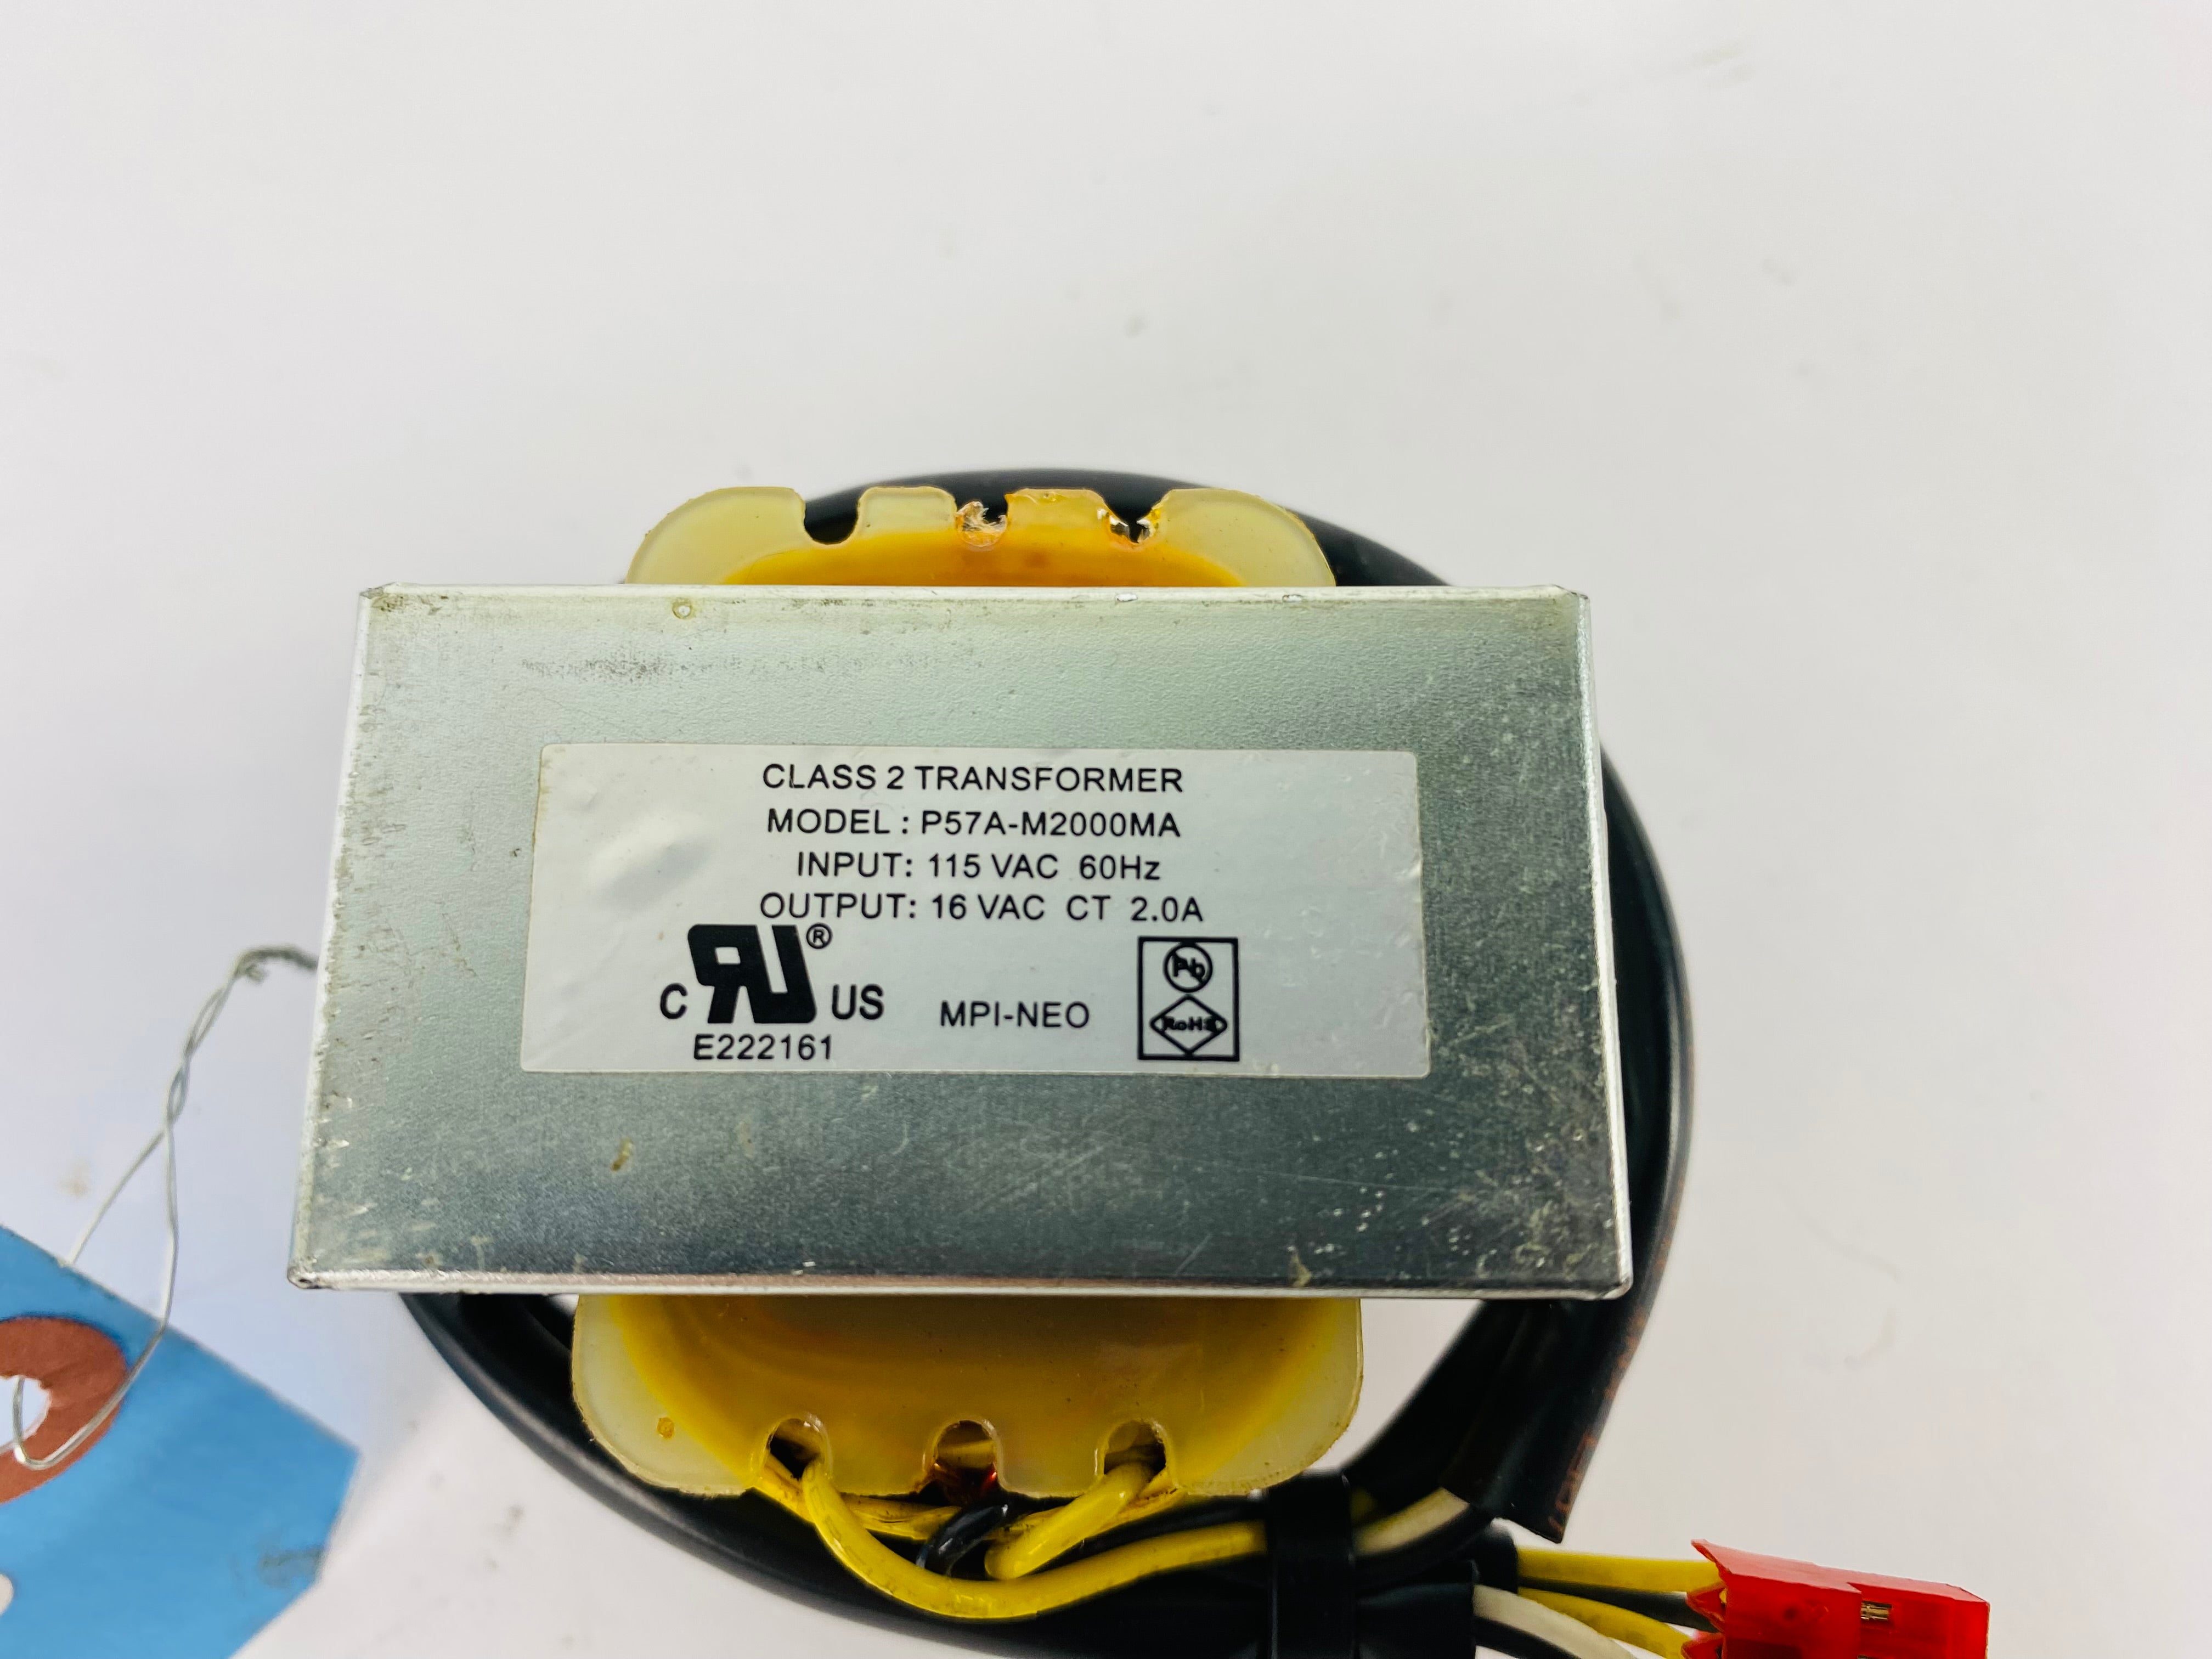 CLASS 2 TRANSFORMER
MODEL : P57A-M2000MA
INPUT: 115 VAC 60Hz
OUTPUT: 16 VAC CT 2.0A
C RU ® US
E222161
MPI-NEO
Pb
RoHS